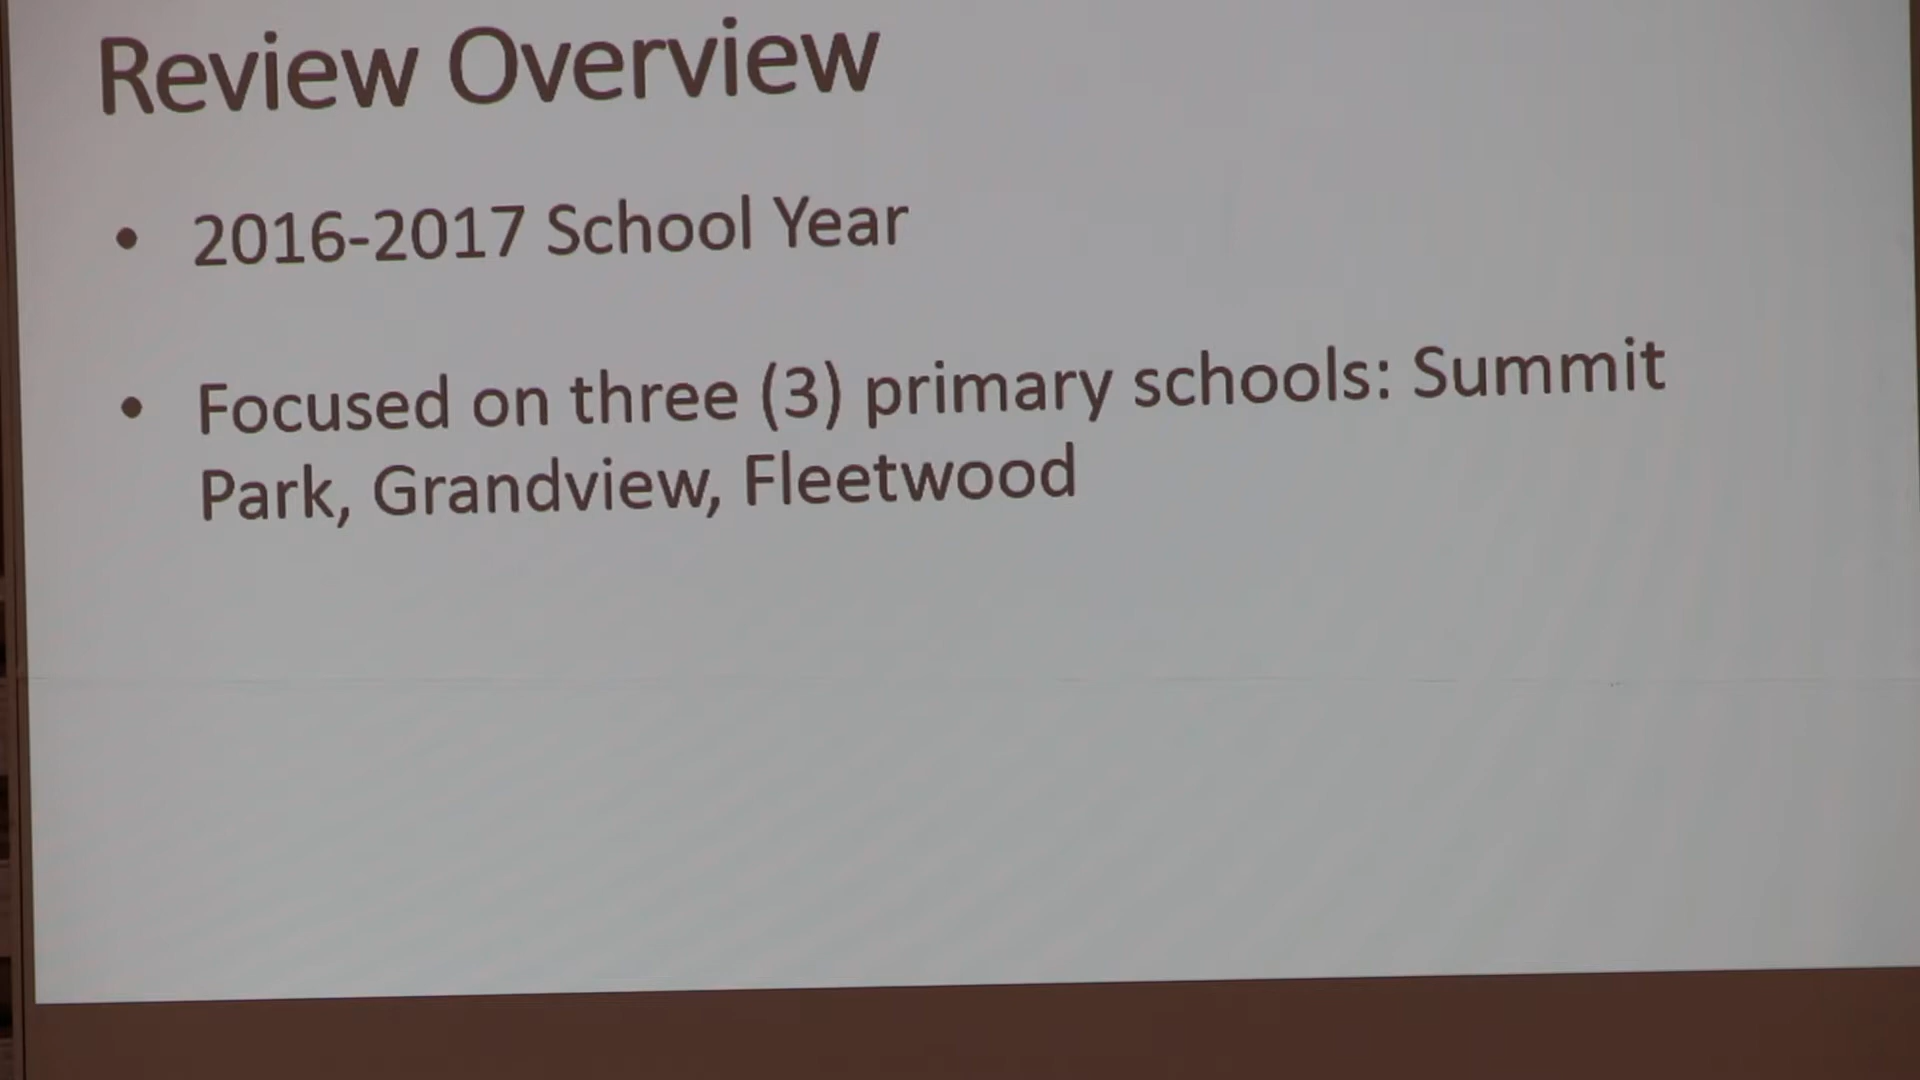 Review Overview
• 2016-2017 School Year
• Focused on three (3) primary schools: Summit
Park, Grandview, Fleetwood